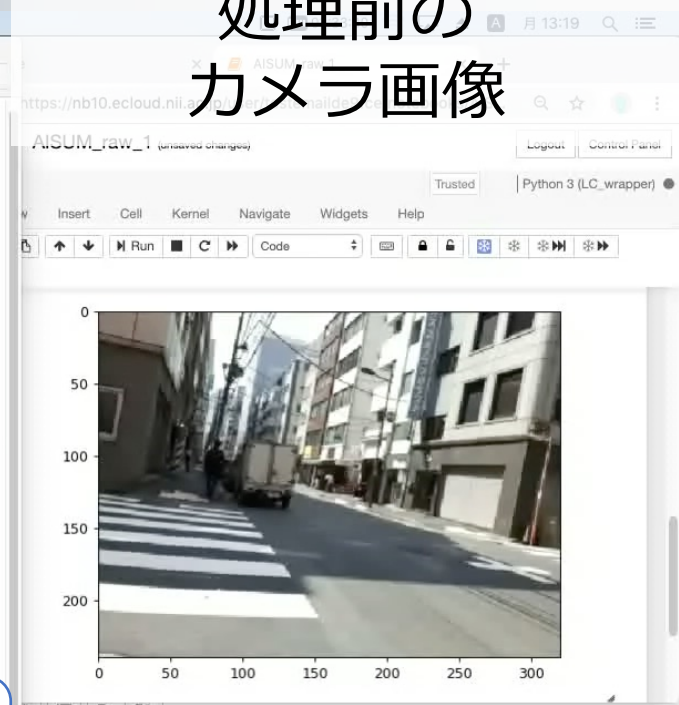 処理前の
カメラ画像
A 月13:19
AISUM_raw_1
AISUM_raw_1 (unsaved changes)
Logout Control Panel
Trusted Python 3 (LC_wrapper)
Insert Cell Kernel Navigate Widgets Help
Run Code
0
50
100
150
200
0 50 100 150 200 250 300